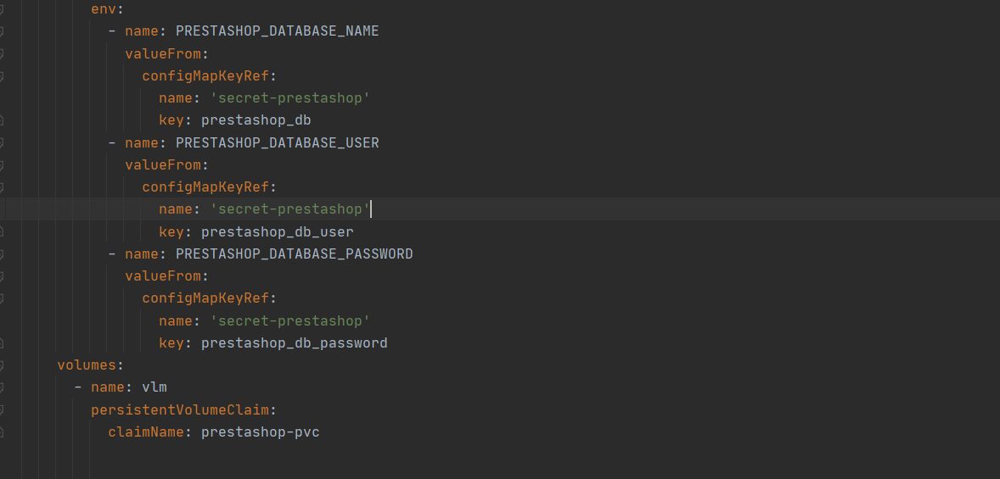 env:
- name: PRESTASHOP_DATABASE_NAME
valueFrom:
configMapKeyRef:
name: 'secret-prestashop'
key: prestashop_db
- name: PRESTASHOP_DATABASE_USER
valueFrom:
configMapKeyRef:
name: 'secret-prestashop'
key: prestashop_db_user
- name: PRESTASHOP_DATABASE_PASSWORD
valueFrom:
configMapKeyRef:
name: 'secret-prestashop'
key: prestashop_db_password
volumes:
- name: vlm
persistentVolumeClaim:
claimName: prestashop-pvc